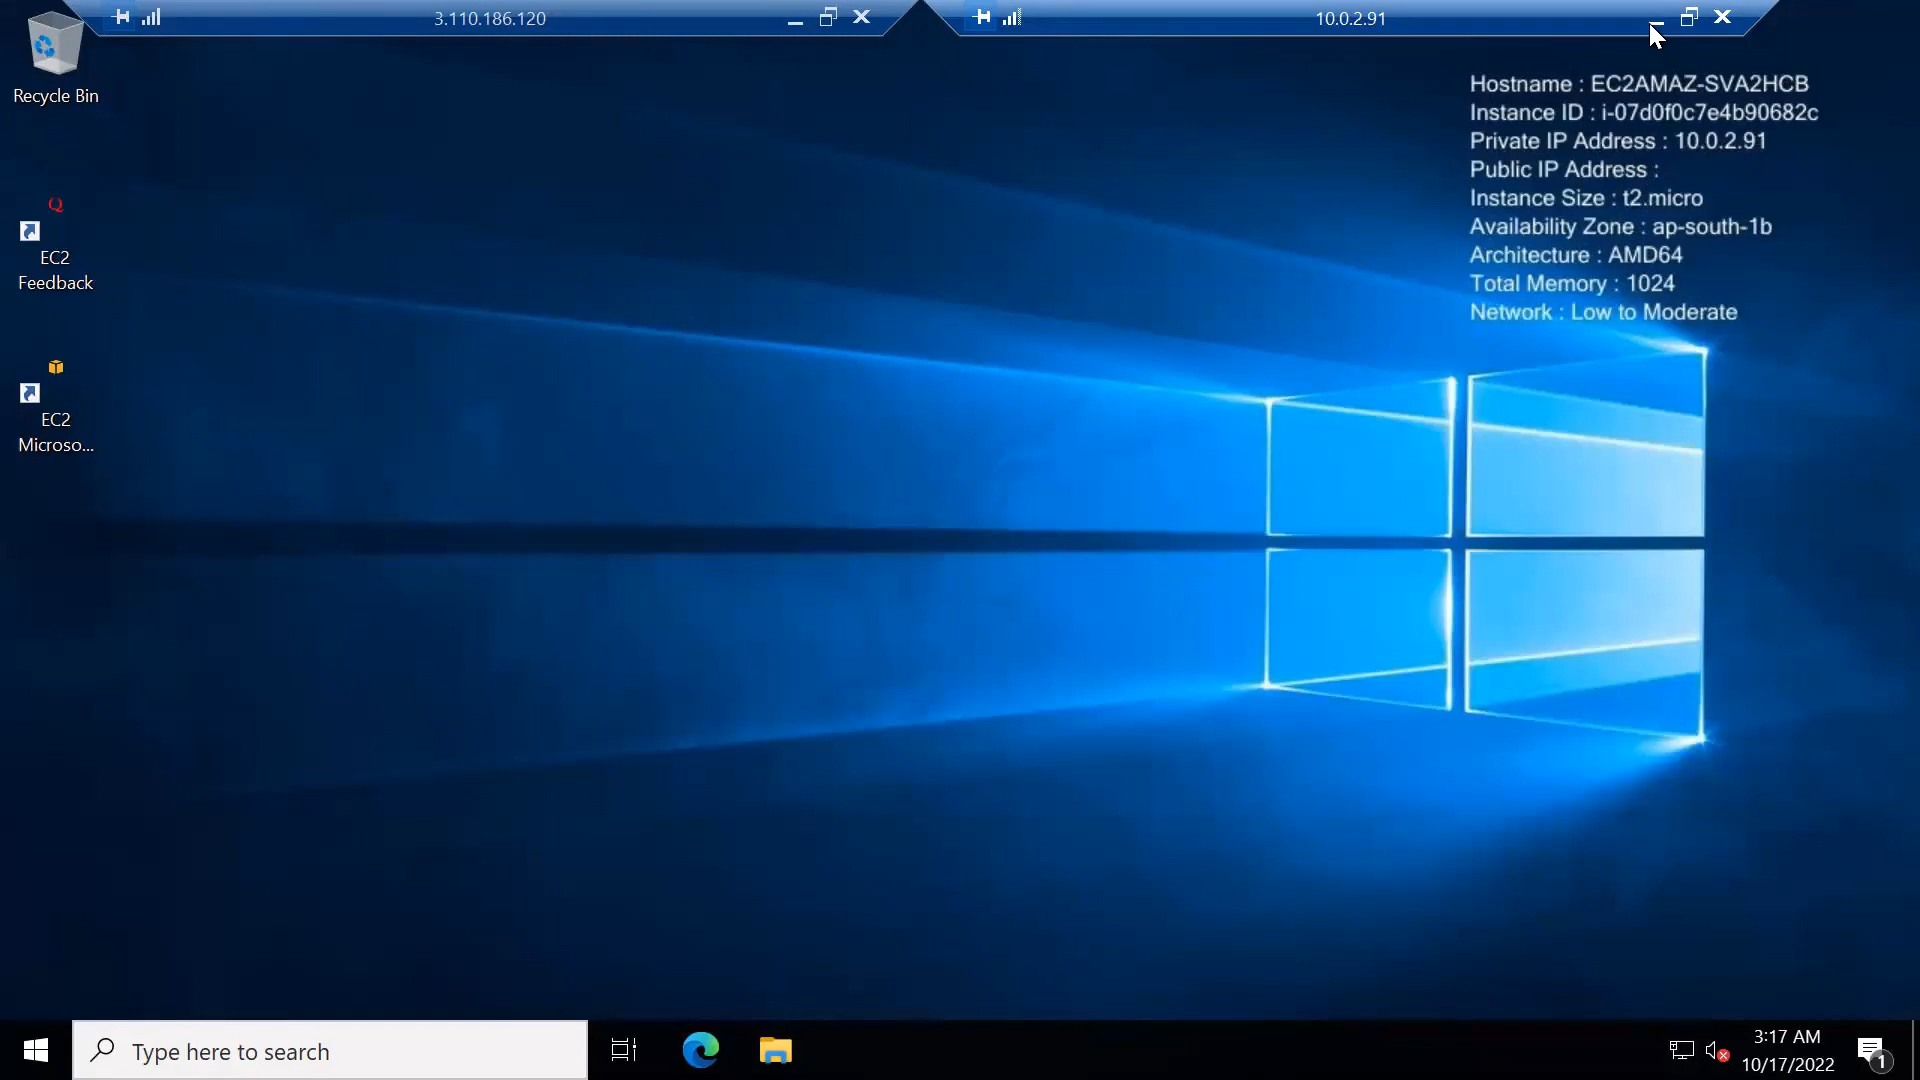 3.110.186.120
10.0.2.91
Recycle Bin
Hostname : EC2AMAZ-SVA2HCB
Instance ID : i-07d0f0c7e4b90682c
Private IP Address : 10.0.2.91
Public IP Address :
Instance Size : t2.micro
Availability Zone : ap-south-1b
Architecture : AMD64
Total Memory : 1024
Network : Low to Moderate
Q
EC2
Feedback
EC2
Microso...
Type here to search
3:17 AM
10/17/2022
1